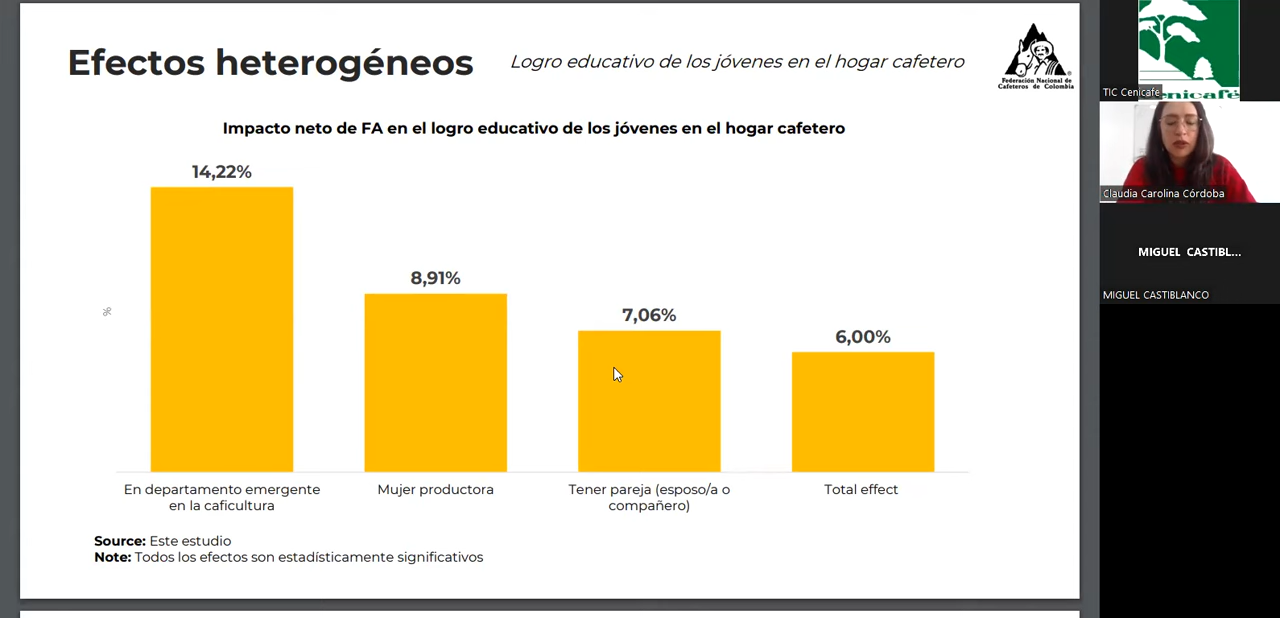 Efectos heterogéneos
Logro educativo de los jóvenes en el hogar cafetero
Federación Nacional de
Cafeteros de Colombia
Impacto neto de FA en el logro educativo de los jóvenes en el hogar cafetero
14,22%
8,91%
7,06%
6,00%
%
En departamento emergente
en la caficultura
Mujer productora
Tener pareja (esposo/a o
compañero)
Total effect
Source: Este estudio
Note: Todos los efectos son estadísticamente significativos
TIC Cenicafe
enicafé
Claudia Carolina Córdoba
MIGUEL CASTIBL...
MIGUEL CASTIBLANCO